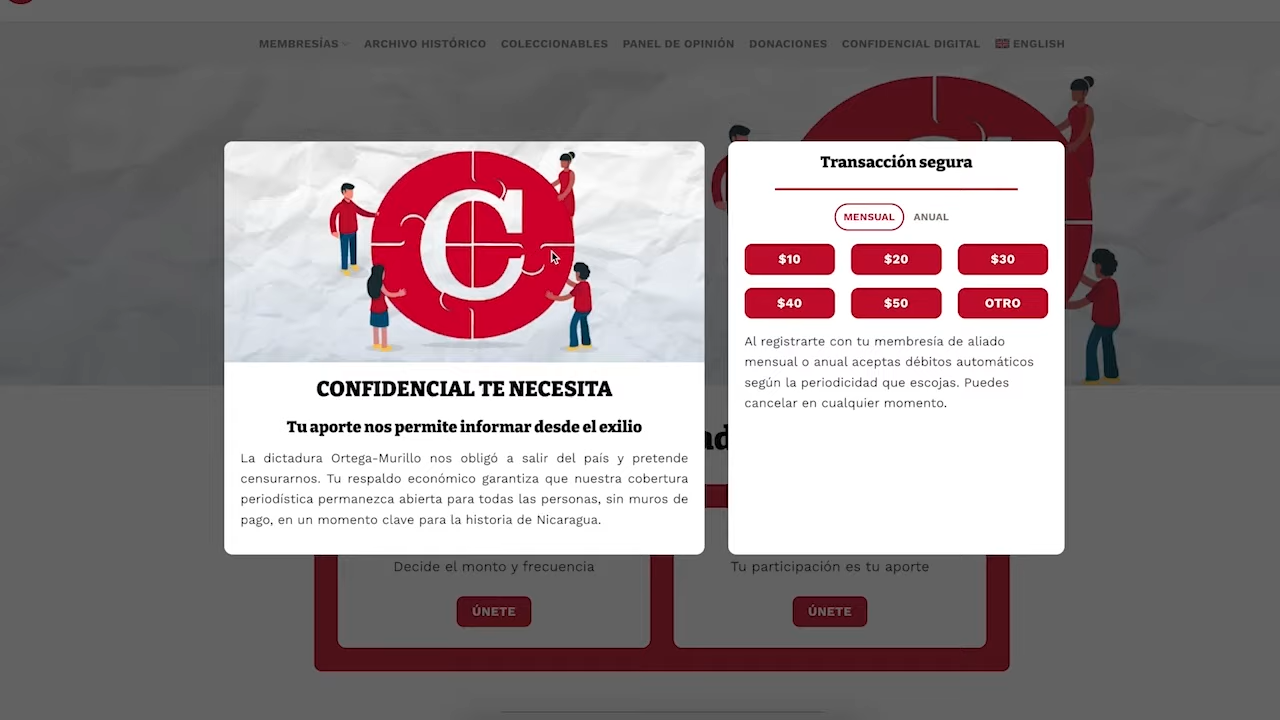 MEMBRESÍAS ARCHIVO HISTÓRICO COLECCIONABLES PANEL DE OPINIÓN DONACIONES CONFIDENCIAL DIGITAL ENGLISH
C
CONFIDENCIAL TE NECESITA
Tu aporte nos permite informar desde el exilio
La dictadura Ortega-Murillo nos obligó a salir del país y pretende
censurarnos. Tu respaldo económico garantiza que nuestra cobertura
periodística permanezca abierta para todas las personas, sin muros de
pago, en un momento clave para la historia de Nicaragua.
Transacción segura
MENSUAL ANUAL
$10 $20 $30
$40 $50 OTRO
Al registrarte con tu membresía de aliado
mensual o anual aceptas débitos automáticos
según la periodicidad que escojas. Puedes
cancelar en cualquier momento.
Decide el monto y frecuencia
ÚNETE
Tu participación es tu aporte
ÚNETE